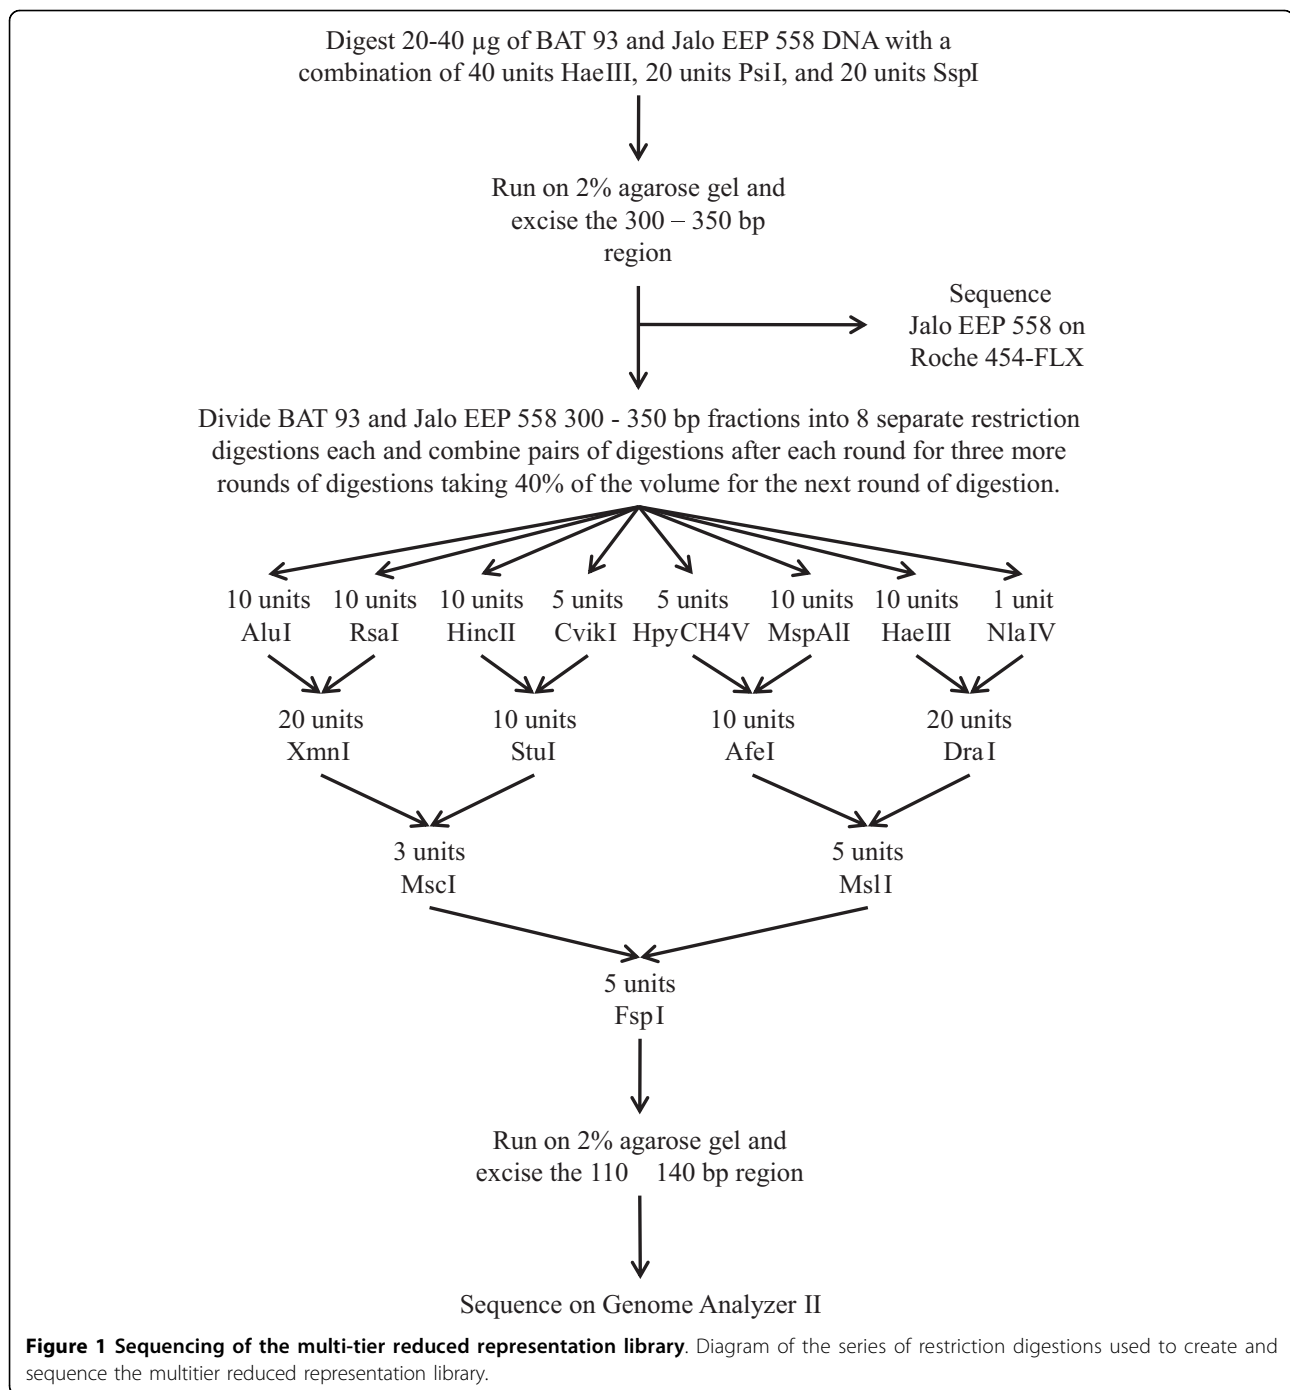 Digest 20-40 µg of BAT 93 and Jalo EEP 558 DNA with a
combination of 40 units HaeIII, 20 units PsiI, and 20 units SspI
Run on 2% agarose gel and
excise the 300 – 350 bp
region
Sequence
Jalo EEP 558 on
Roche 454-FLX
Divide BAT 93 and Jalo EEP 558 300 - 350 bp fractions into 8 separate restriction
digestions each and combine pairs of digestions after each round for three more
rounds of digestions taking 40% of the volume for the next round of digestion.
10 units 10 units 10 units 5 units 5 units 10 units 10 units 1 unit
AluI RsaI HincII CvikI HpyCH4V MspAlI HaeIII NlaIV
20 units 10 units 10 units 20 units
XmnI StuI AfeI DraI
3 units 5 units
MscI MslI
5 units
FspI
Run on 2% agarose gel and
excise the 110 140 bp region
Sequence on Genome Analyzer II
Figure 1 Sequencing of the multi-tier reduced representation library. Diagram of the series of restriction digestions used to create and
sequence the multitier reduced representation library.